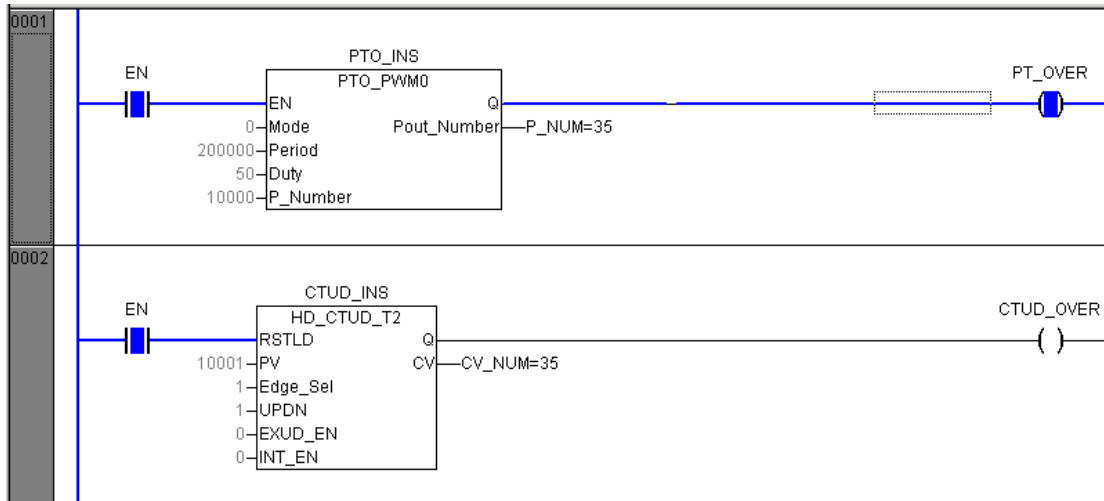 0001
PTO_INS
EN
PTO_PWM0
PT_OVER
EN
Q
0
Mode
Pout_Number
P_NUM=35
200000
Period
50
Duty
10000
P_Number
0002
CTUD_INS
EN
HD_CTUD_T2
CTUD_OVER
RSTLD
Q
10001
PV
CV
CV_NUM=35
1
Edge_Sel
1
UPDN
0
EXUD_EN
0
INT_EN